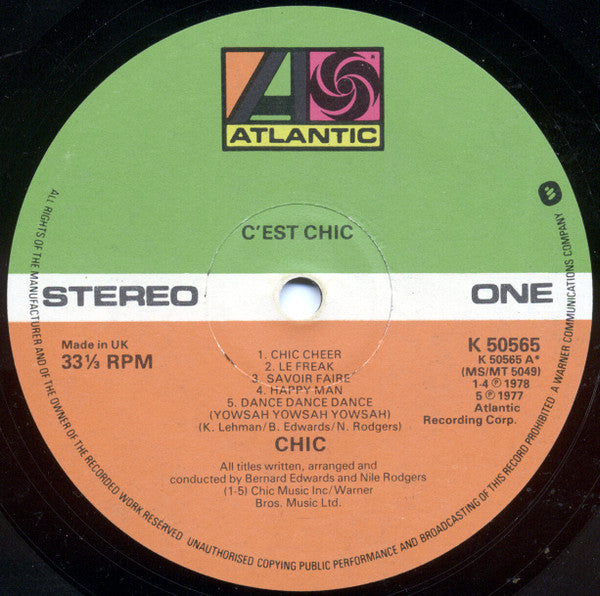 ATLANTIC
C'EST CHIC
STEREO
ONE
Made in UK
33⅓ RPM
1. CHIC CHEER
2. LE FREAK
3. SAVOIR FAIRE
4. HAPPY MAN
5. DANCE DANCE DANCE
(YOWSAH YOWSAH YOWSAH)
(K. Lehman/B. Edwards/N. Rodgers)
K 50565
K 50565 A*
(MS/MT 5049)
1-4 ℗ 1978
5 ℗ 1977
Atlantic
Recording Corp.
CHIC
All titles written, arranged and
conducted by Bernard Edwards and Nile Rodgers
(1-5) Chic Music Inc/Warner
Bros. Music Ltd.
ALL RIGHTS OF THE MANUFACTURER AND OF THE OWNER OF THE RECORDED WORK RESERVED UNAUTHORISED COPYING PUBLIC PERFORMANCE AND BROADCASTING OF THIS RECORD PROHIBITED A WARNER COMMUNICATIONS COMPANY